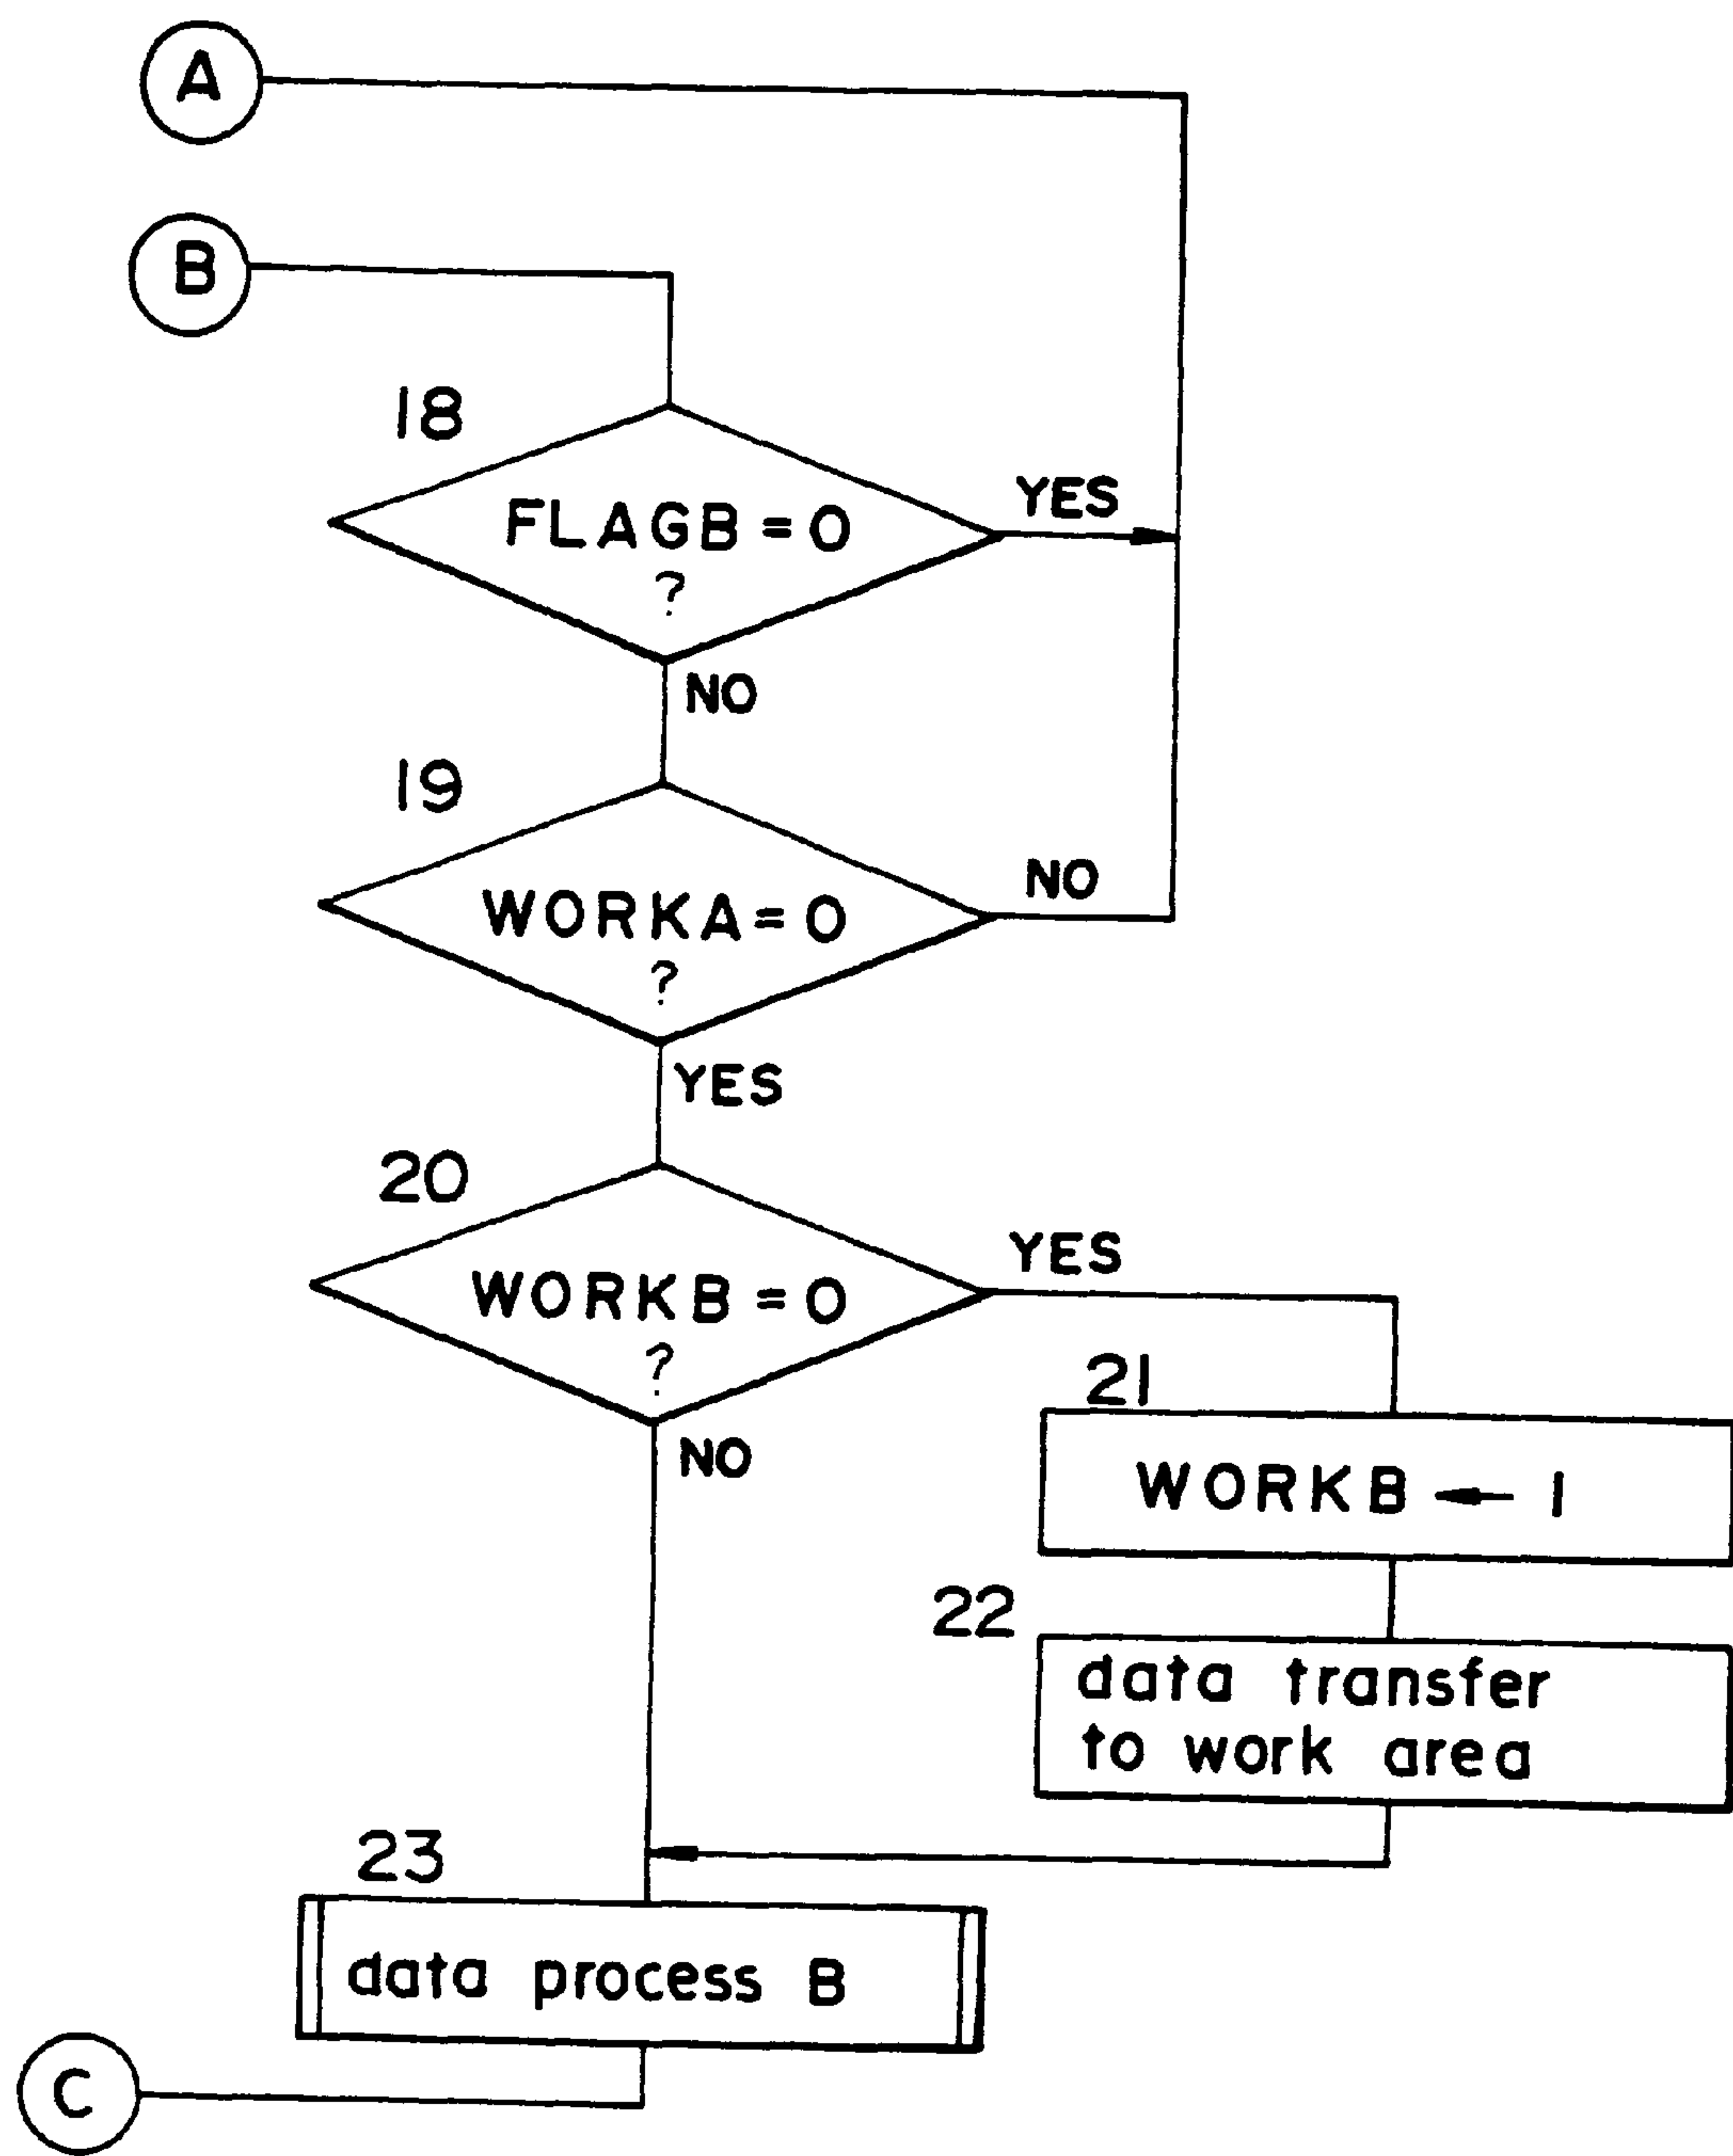 A
B
18
FLAGB = 0
?
YES
NO
19
WORKA = 0
?
NO
YES
20
WORKB = 0
?
YES
NO
21
WORKB ← 1
22
data transfer
to work area
23
data process B
C